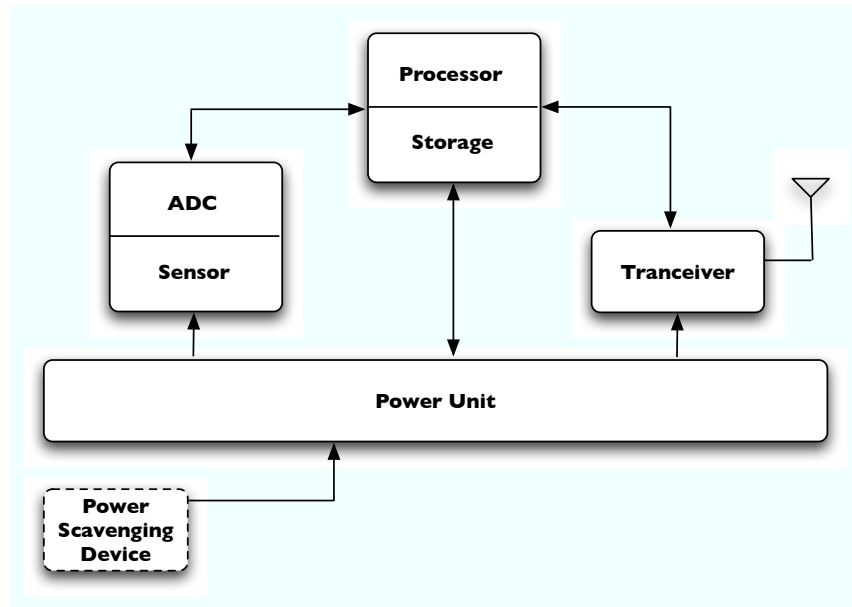 Processor
Storage
ADC
Sensor
Tranceiver
Power Unit
Power
Scavenging
Device